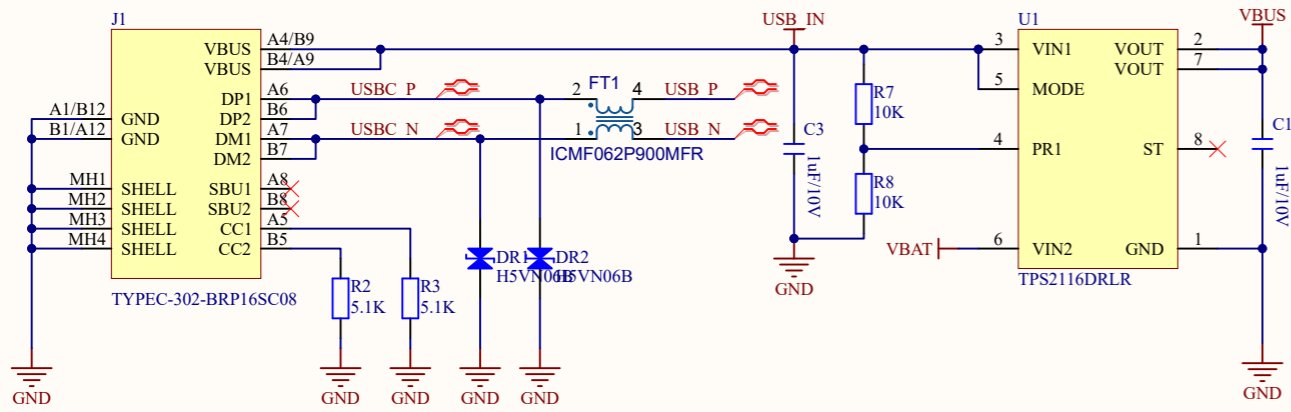 J1
VBUS
VBUS
DP1
DP2
DM1
DM2
SBU1
SBU2
CC1
CC2
GND
GND
SHELL
SHELL
SHELL
SHELL
A1/B12
B1/A12
MH1
MH2
MH3
MH4
A4/B9
B4/A9
A6
B6
A7
B7
A8
B8
A5
B5
TYPEC-302-BRP16SC08
GND
USBC_P
USBC_N
R2
5.1K
GND
R3
5.1K
GND
DR1
H5VN06B
GND
DR2
H5VN06B
GND
FT1
2
4
1
3
ICMF062P900MFR
USB_P
USB_N
USB_IN
C3
1uF/10V
GND
R7
10K
R8
10K
VBAT
U1
3
VIN1
5
MODE
4
PR1
6
VIN2
VOUT
2
VOUT
7
ST
8
GND
1
TPS2116DRLR
VBUS
C1
1uF/10V
GND